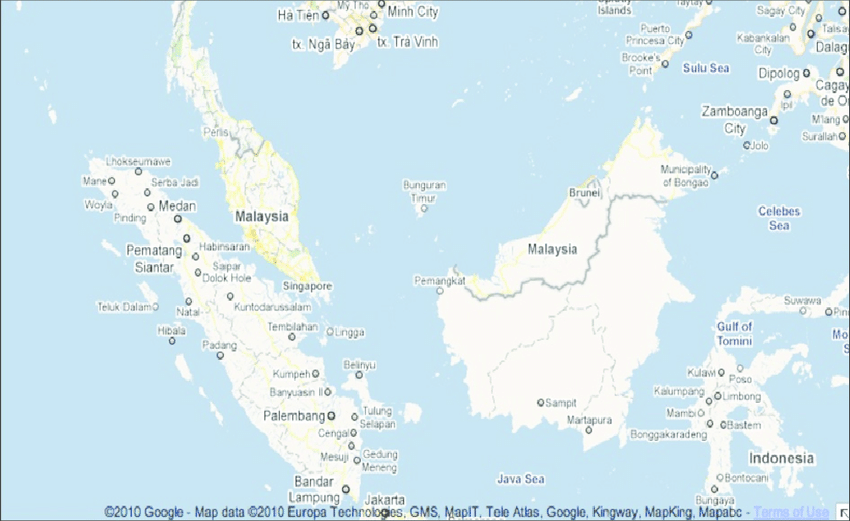 Mỹ Tho
Minh City
Hà Tiên
tx. Ngã Bảy
tx. Trà Vinh
Islands
Taytay
Sagay City
Puerto
Princesa City
Kabankalan
City
Brooke's
Point
Sulu Sea
Dipolog
Ipil
Cagay
de Or
Zamboanga
City
M'lang
Surallah
Jolo
Perlis
Lhokseumawe
Mane
Serba Jadi
Woyla
Pinding
Medan
Malaysia
Bunguran
Timur
Brunei
Municipality
of Bongao
Celebes
Sea
Malaysia
Pematang
Siantar
Habinsaran
Saipar
Dolok Hole
Singapore
Pemangkat
Teluk-Dalam
Natal
Kuntodarussalam
Suwawa
Pin
Hibala
Tembilahan
Lingga
Gulf of
Tomini
Mo
S
Padang
Kumpeh
Belinyu
Kulawi
Poso
Banyuasin II
Kalumpang
Limbong
Sampit
Palembang
Tulung
Selapan
Mambi
Martapura
Bonggakaradeng
Bastem
Cengal
Mesuji
Gedung
Meneng
Indonesia
Bandar
Lampung
Java Sea
Bontocani
Jakarta
Bungaya
©2010 Google - Map data ©2010 Europa Technologies, GMS, MapIT, Tele Atlas, Google, Kingway, MapKing, Mapabc - Terms of Use